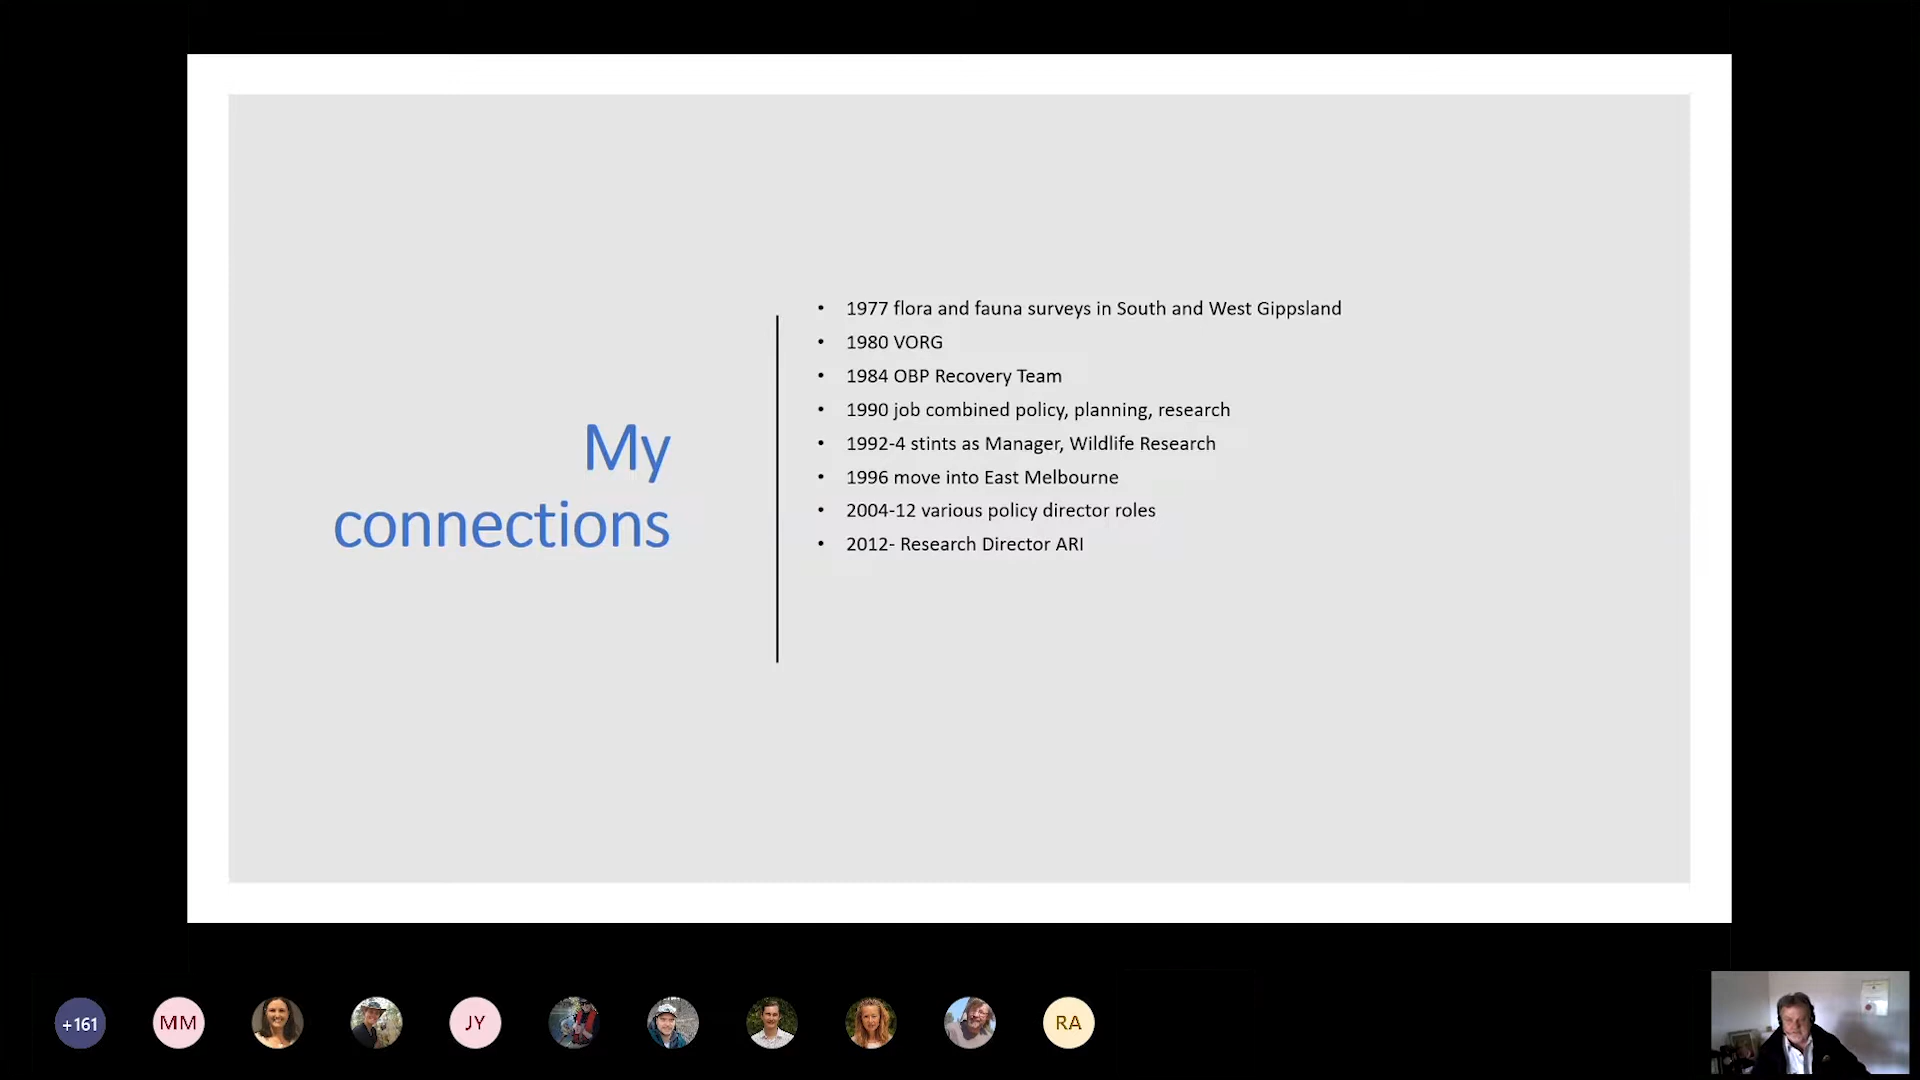 My
connections
• 1977 flora and fauna surveys in South and West Gippsland
• 1980 VORG
• 1984 OBP Recovery Team
• 1990 job combined policy, planning, research
• 1992-4 stints as Manager, Wildlife Research
• 1996 move into East Melbourne
• 2004-12 various policy director roles
• 2012- Research Director ARI
+161
MM
JY
RA